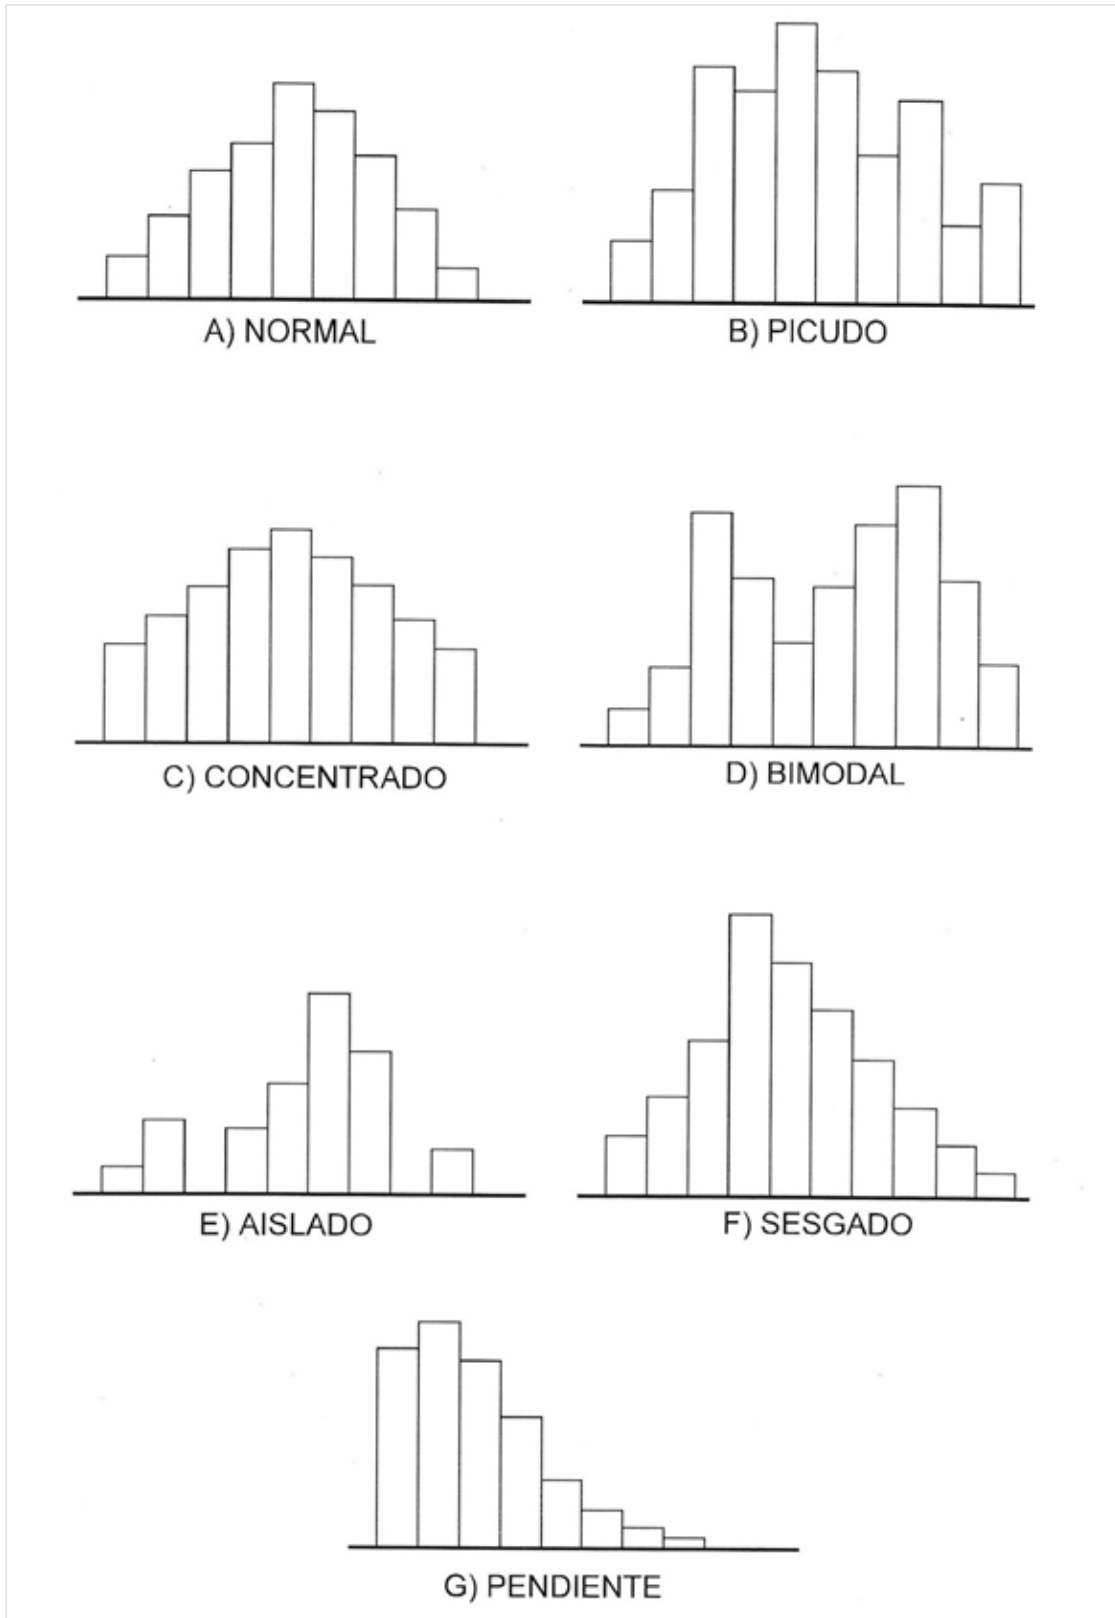 A) NORMAL
B) PICUDO
C) CONCENTRADO
D) BIMODAL
E) AISLADO
F) SESGADO
G) PENDIENTE